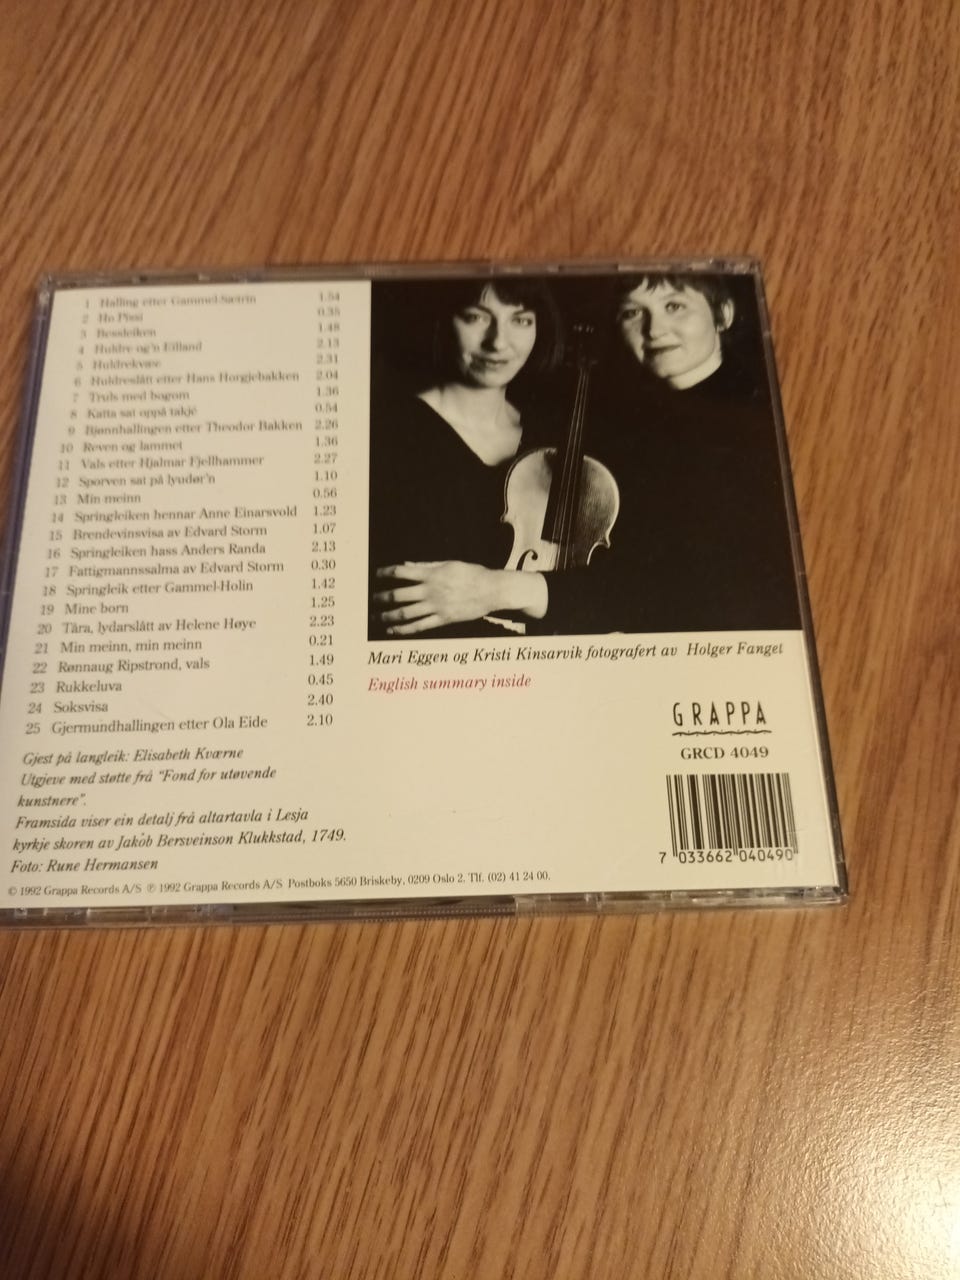 1 Halling etter Gammel-Sætrin 1.54
2 Ho Pissi 0.35
3 Bessleiken 1.48
4 Huldre og'n Eilland 2.13
5 Huldrekvæe 2.31
6 Huldreslått etter Hans Horgjebakken 2.04
7 Truls med bogom 1.36
8 Katta sat oppå takje 0.54
9 Bjønnhallingen etter Theodor Bakken 2.26
10 Reven og lammet 1.36
11 Vals etter Hjalmar Fjellhammer 2.27
12 Sporven sat på lyudør'n 1.10
13 Min meinn 0.56
14 Springleiken hennar Anne Einarsvold 1.23
15 Brendevinsvisa av Edvard Storm 1.07
16 Springleiken hass Anders Randa 2.13
17 Fattigmannssalma av Edvard Storm 0.30
18 Springleik etter Gammel-Holin 1.42
19 Mine born 1.25
20 Tåra, lydarslått av Helene Høye 2.23
21 Min meinn, min meinn 0.21
22 Rønnaug Ripstrond, vals 1.49
23 Rukkeluva 0.45
24 Soksvisa 2.40
25 Gjermundhallingen etter Ola Eide 2.10
Gjest på langleik: Elisabeth Kværne
Utgjeve med støtte frå "Fond for utøvende
kunstnere".
Framsida viser ein detalj frå altartavla i Lesja
kyrkje skoren av Jakob Bersveinson Klukkstad, 1749.
Foto: Rune Hermansen
© 1992 Grappa Records A/S ℗ 1992 Grappa Records A/S Postboks 5650 Briskeby, 0209 Oslo 2. Tlf. (02) 41 24 00.
Mari Eggen og Kristi Kinsarvik fotografert av Holger Fangel
English summary inside
GRAPPA
GRCD 4049
7 033662 040490